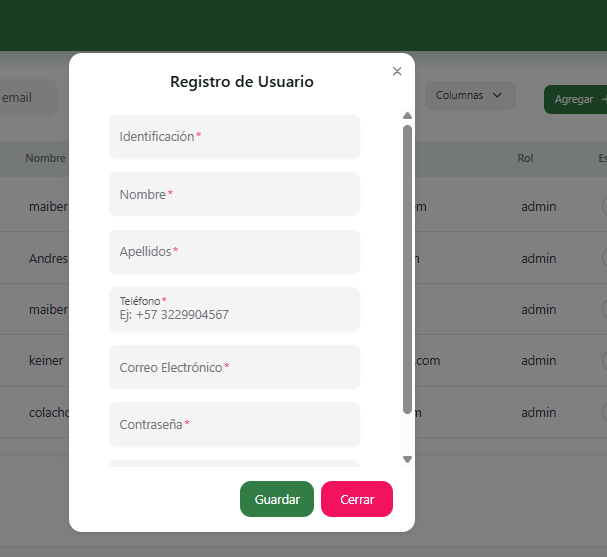 Registro de Usuario
email
Columnas
Agregar +
Identificación*
Nombre
Rol
Es
Nombre*
maiber
om
admin
Apellidos*
Andres
m
admin
Teléfono*
Ej: +57 3229904567
maiber
admin
Correo Electrónico*
keiner
.com
admin
colacho
m
admin
Contraseña*
Guardar
Cerrar